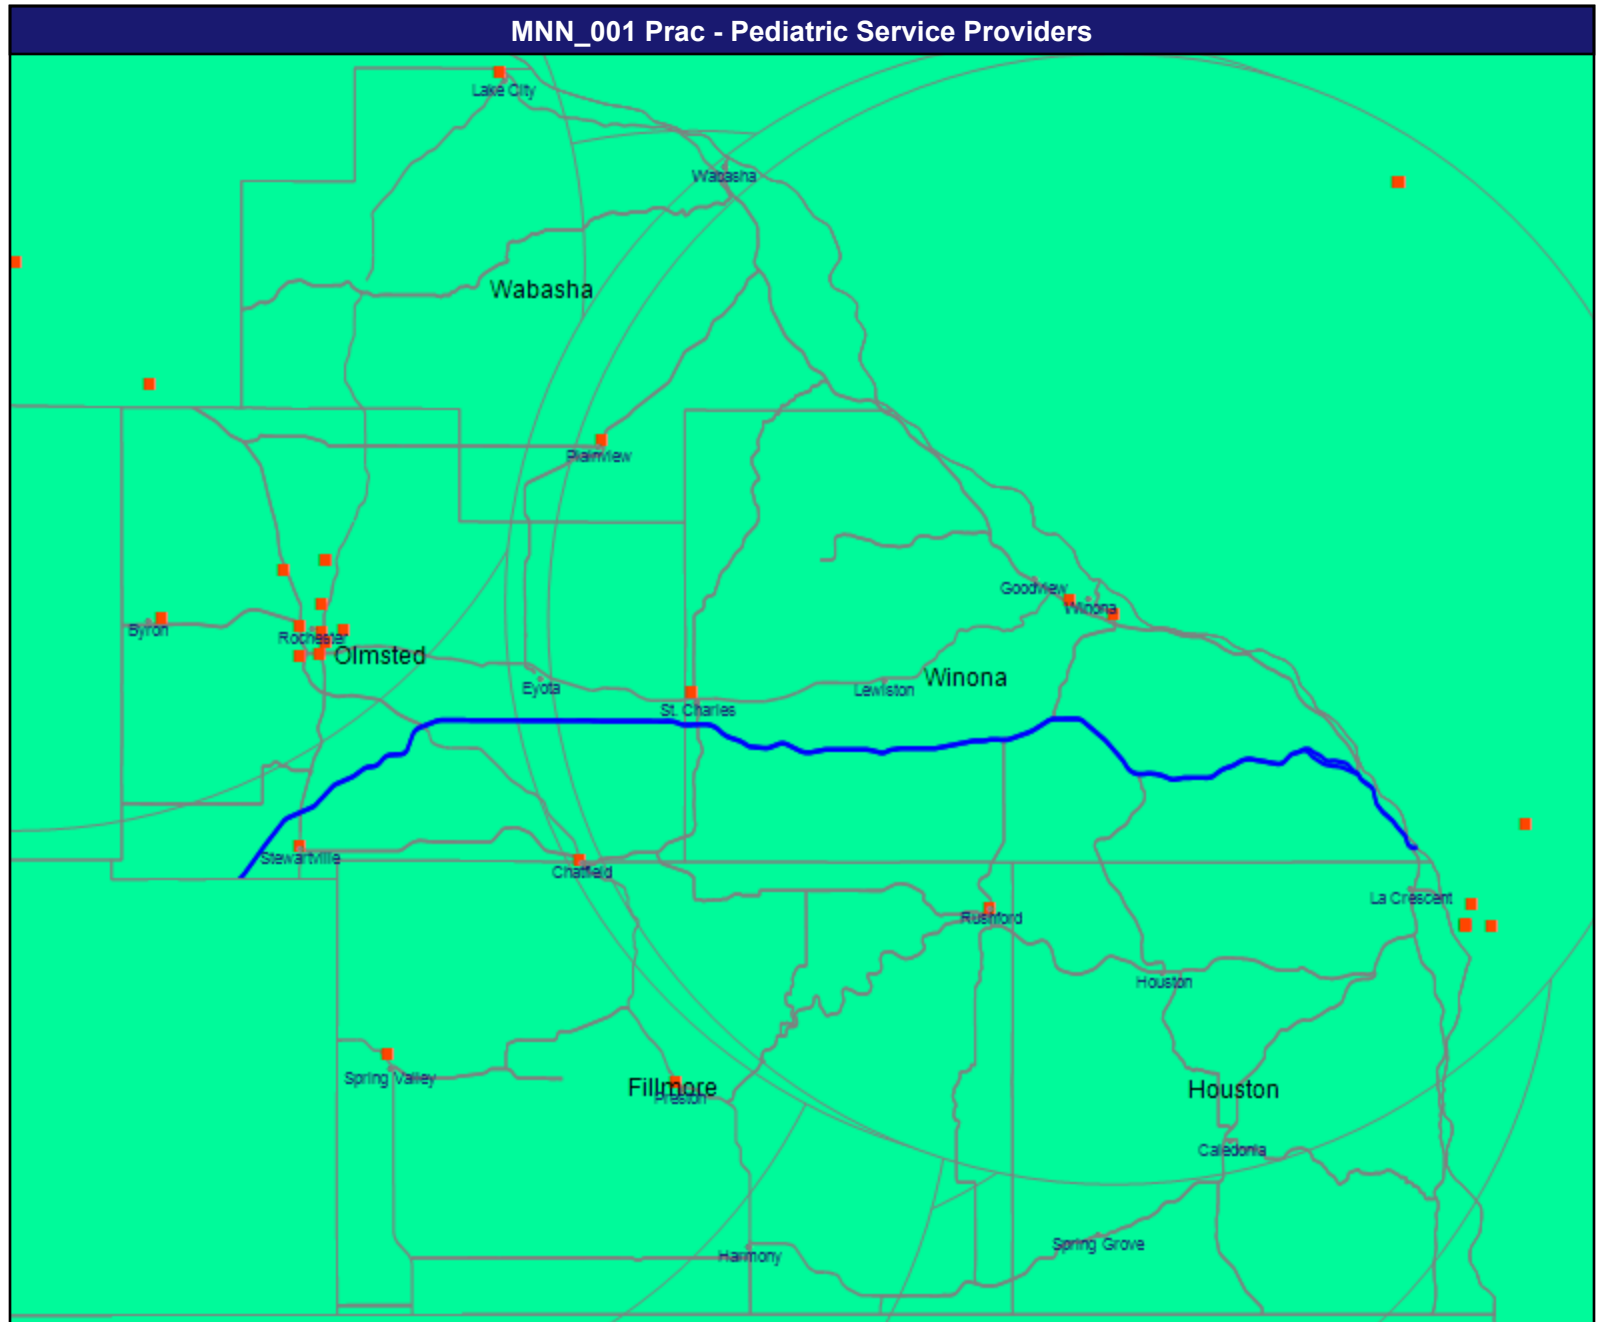 MNN_001 Prac - Pediatric Service Providers
Lake City
Wabasha
Wabasha
Plainview
Goodview
Winona
Byron
Rochester
Olmsted
Eyota
Lewiston
Winona
St. Charles
Stewartville
Chatfield
La Crescent
Rushford
Houston
Spring Valley
Fillmore
Preston
Houston
Caledonia
Harmony
Spring Grove